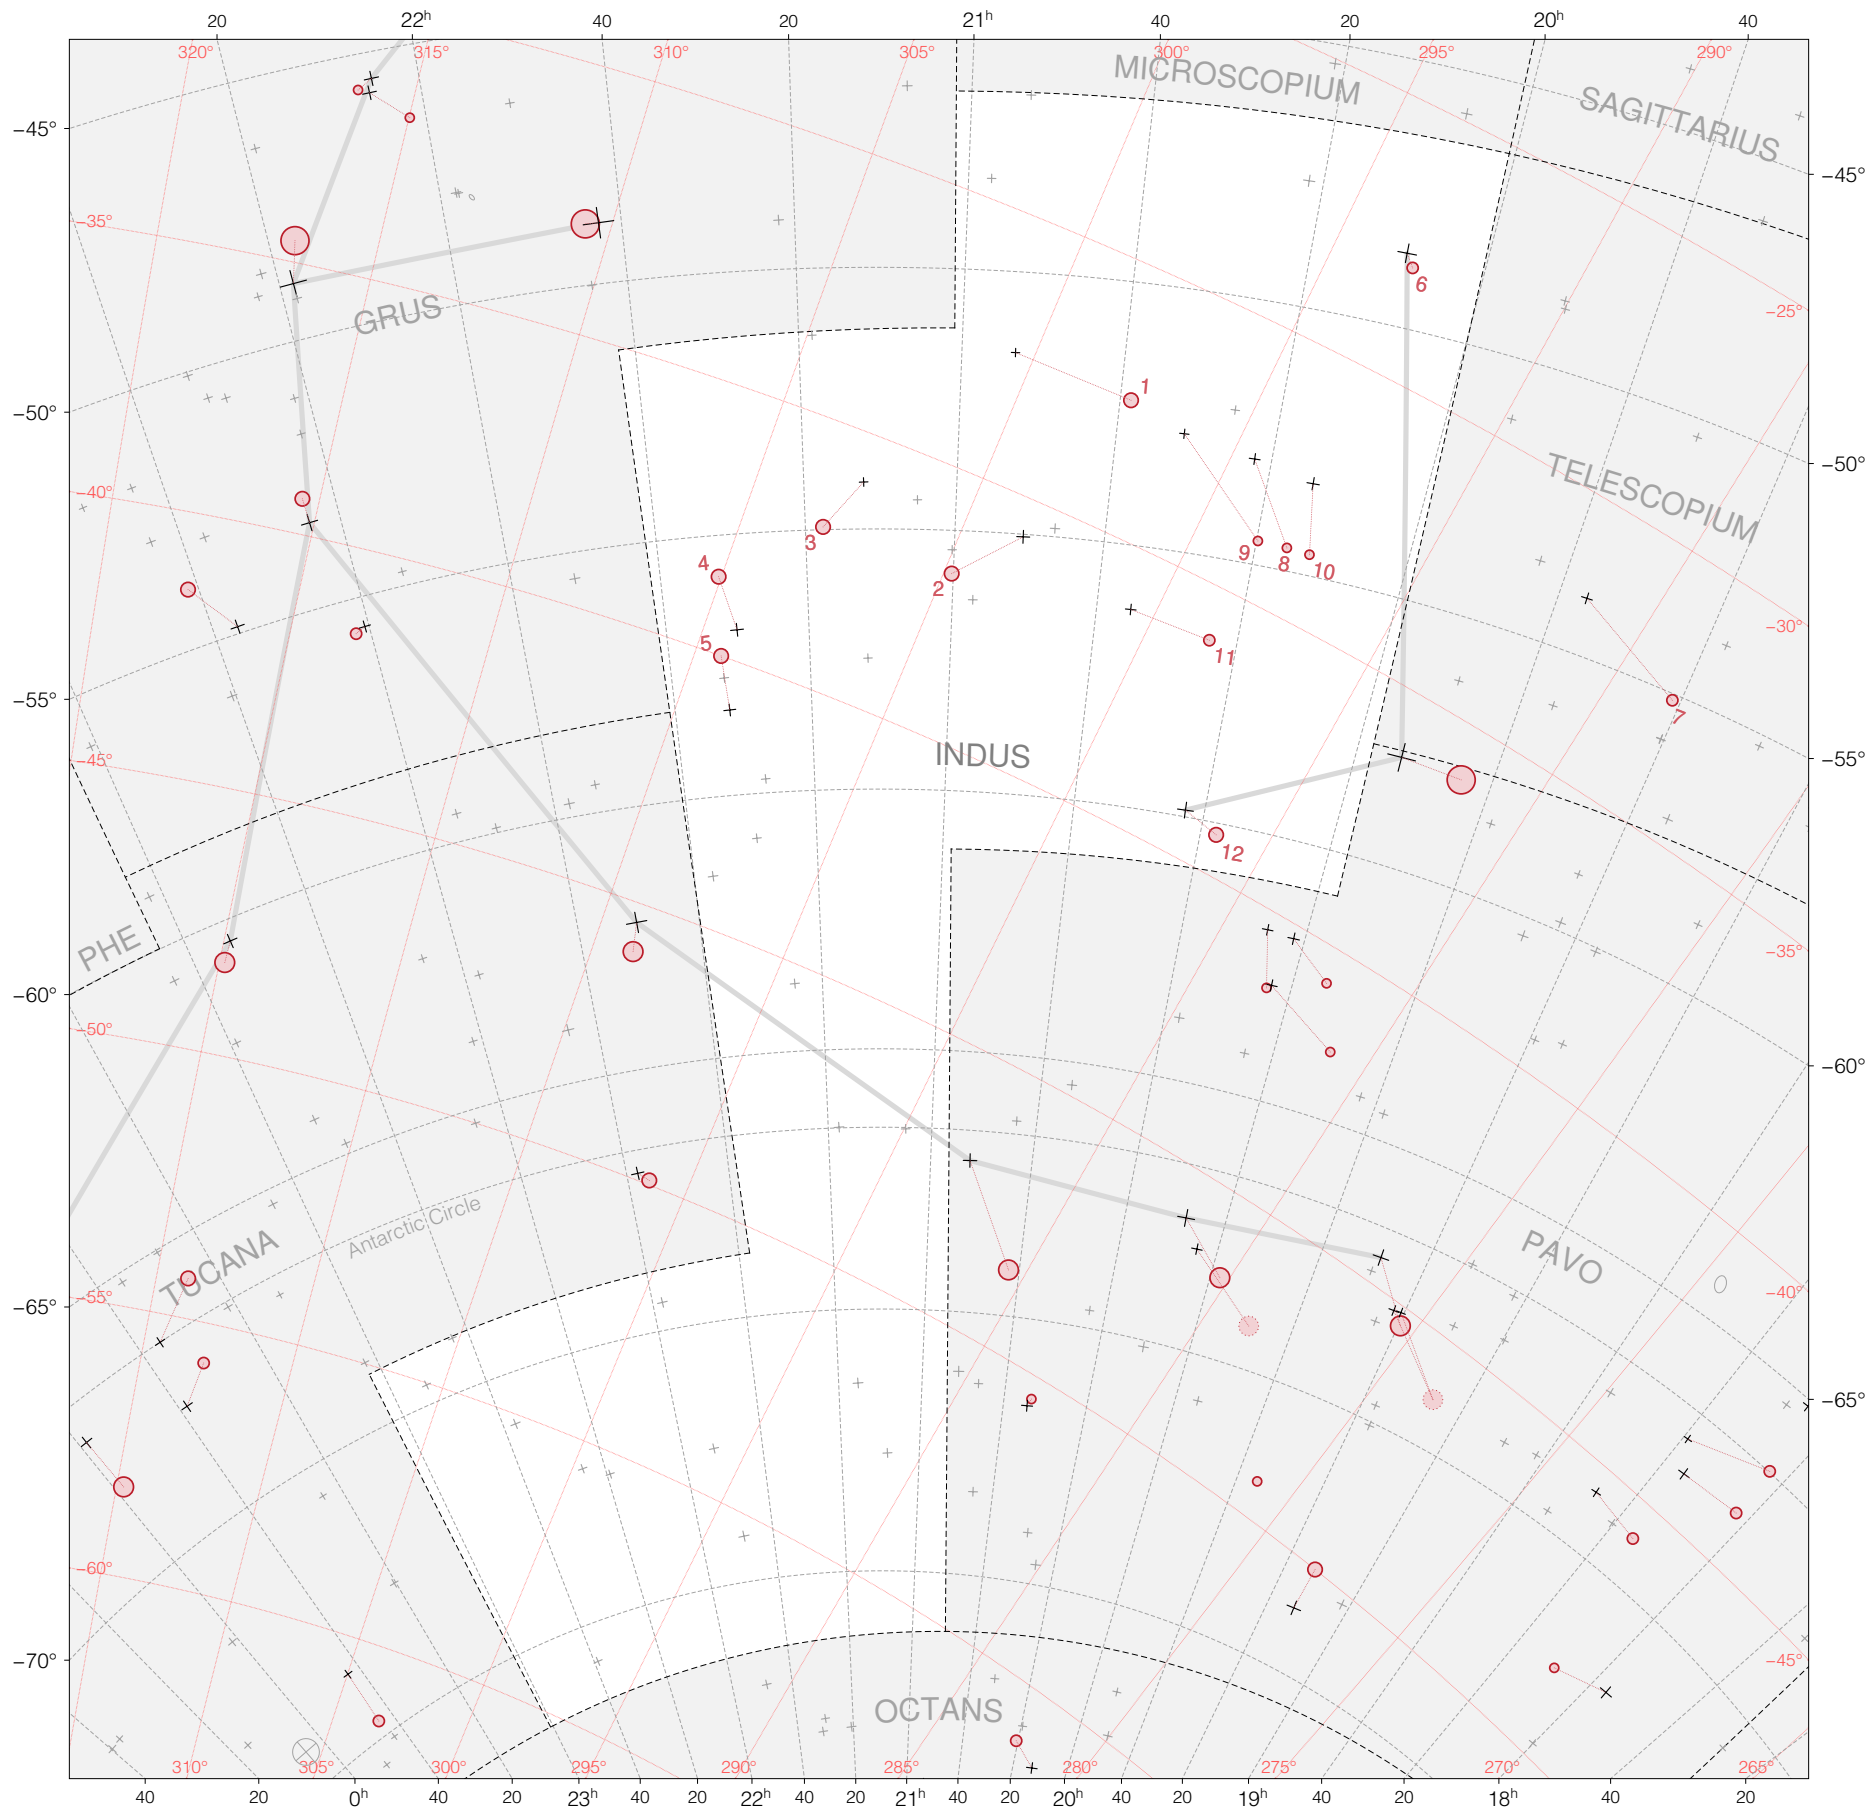 20 22h 40 20 21h 40 20 20h 40
320° 315° 310° 305° 300° 295° 290°
MICROSCOPIUM
SAGITTARIUS
−45°
−45°
−35°
6
GRUS
−25°
1
−50°
−50°
TELESCOPIUM
−40°
3
9 8 10
4
2
−30°
5
11
−55°
7
−45°
INDUS
−55°
12
PHE
−35°
−60°
−50°
−60°
Antarctic Circle
TUCANA
PAVO
−55°
−65°
−40°
−65°
−60°
−70°
−45°
OCTANS
310° 305° 300° 295° 290° 285° 280° 275° 270° 265°
40 20 0h 40 20 23h 40 20 22h 40 20 21h 40 20 20h 40 20 19h 40 20 18h 40 20